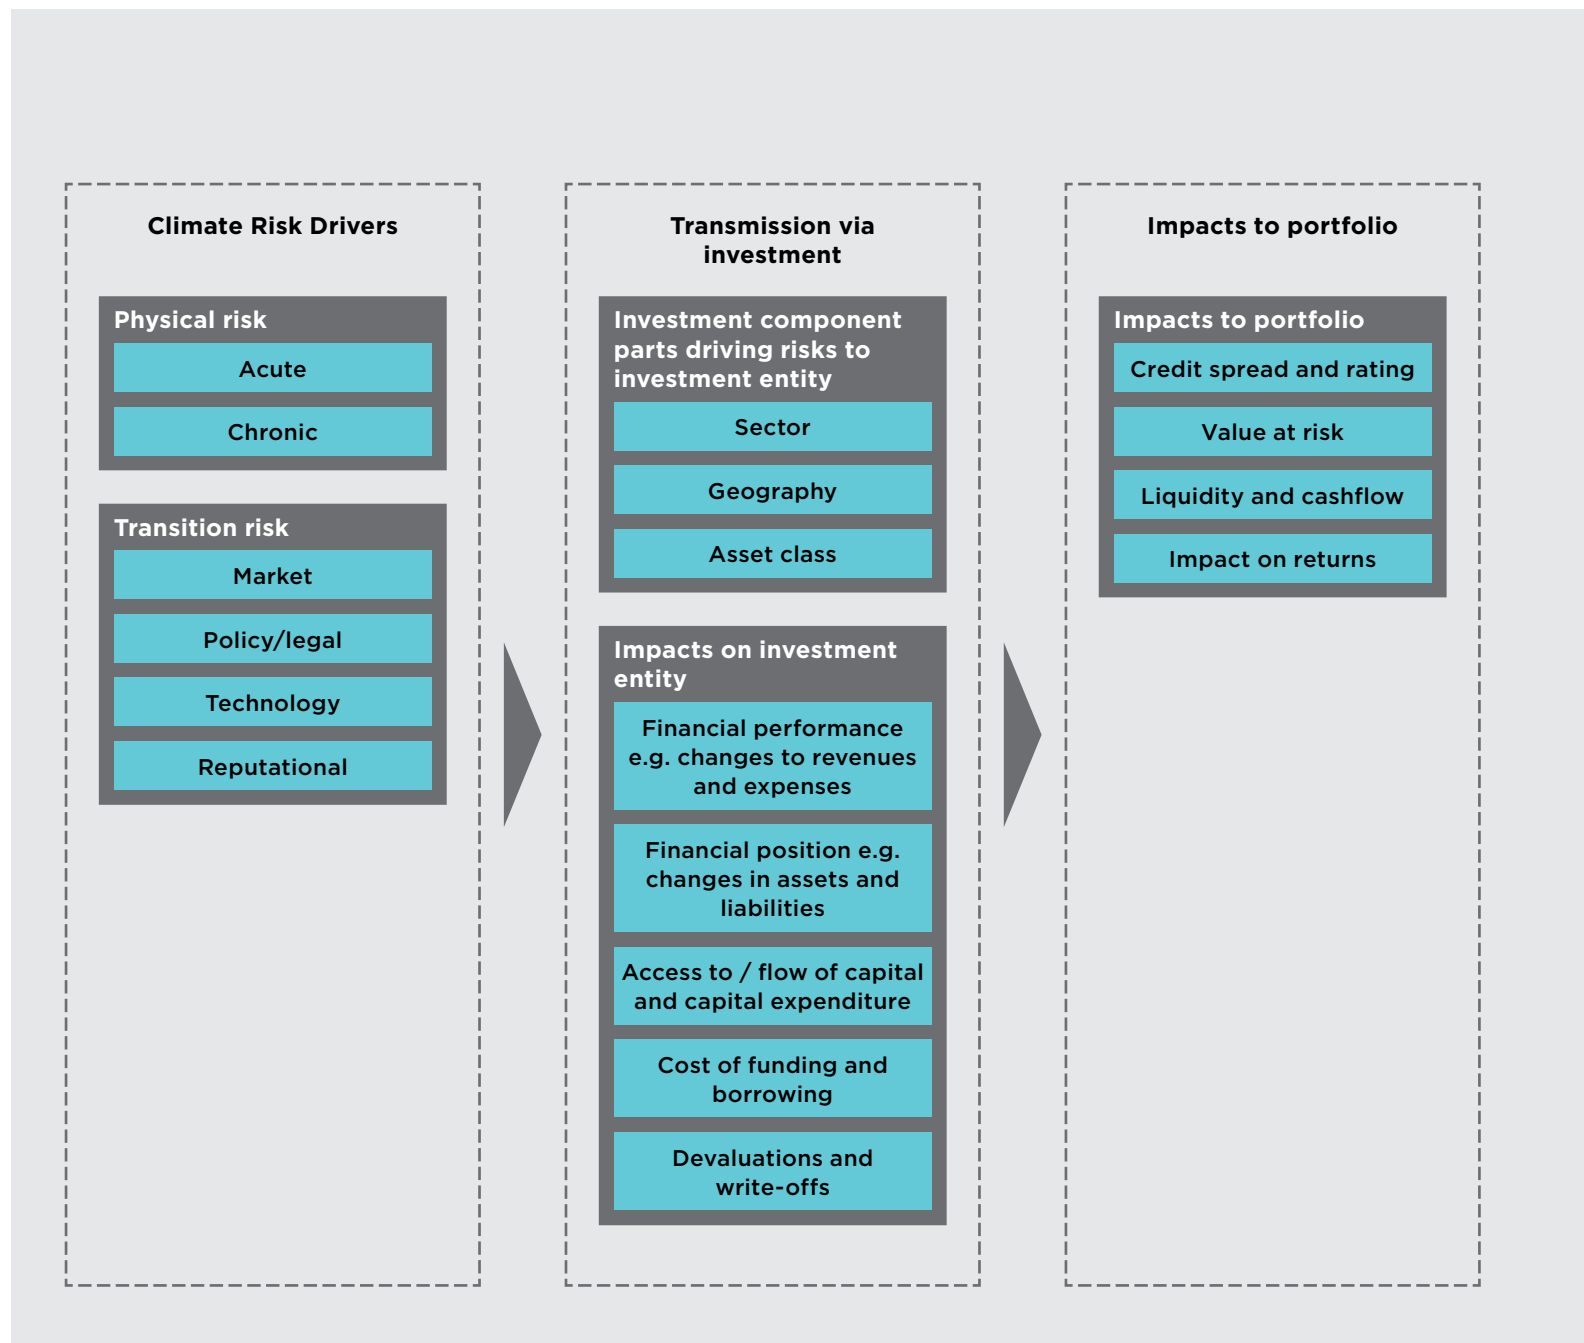 Climate Risk Drivers
Physical risk
Acute
Chronic
Transition risk
Market
Policy/legal
Technology
Reputational
Transmission via
investment
Investment component
parts driving risks to
investment entity
Sector
Geography
Asset class
Impacts on investment
entity
Financial performance
e.g. changes to revenues
and expenses
Financial position e.g.
changes in assets and
liabilities
Access to / flow of capital
and capital expenditure
Cost of funding and
borrowing
Devaluations and
write-offs
Impacts to portfolio
Impacts to portfolio
Credit spread and rating
Value at risk
Liquidity and cashflow
Impact on returns